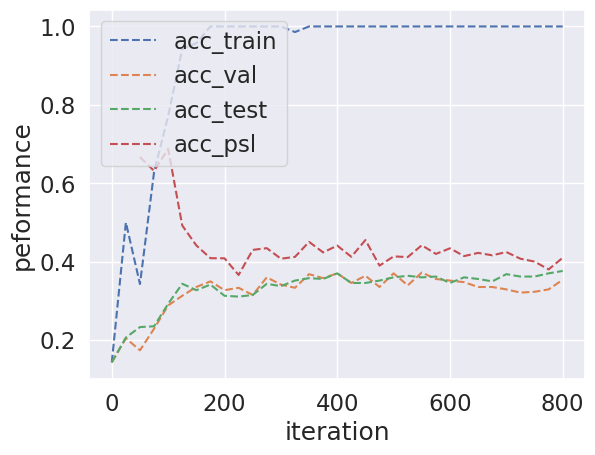 1.0
0.8
0.6
0.4
0.2
peformance
acc_train
acc_val
acc_test
acc_psl
0 200 400 600 800
iteration